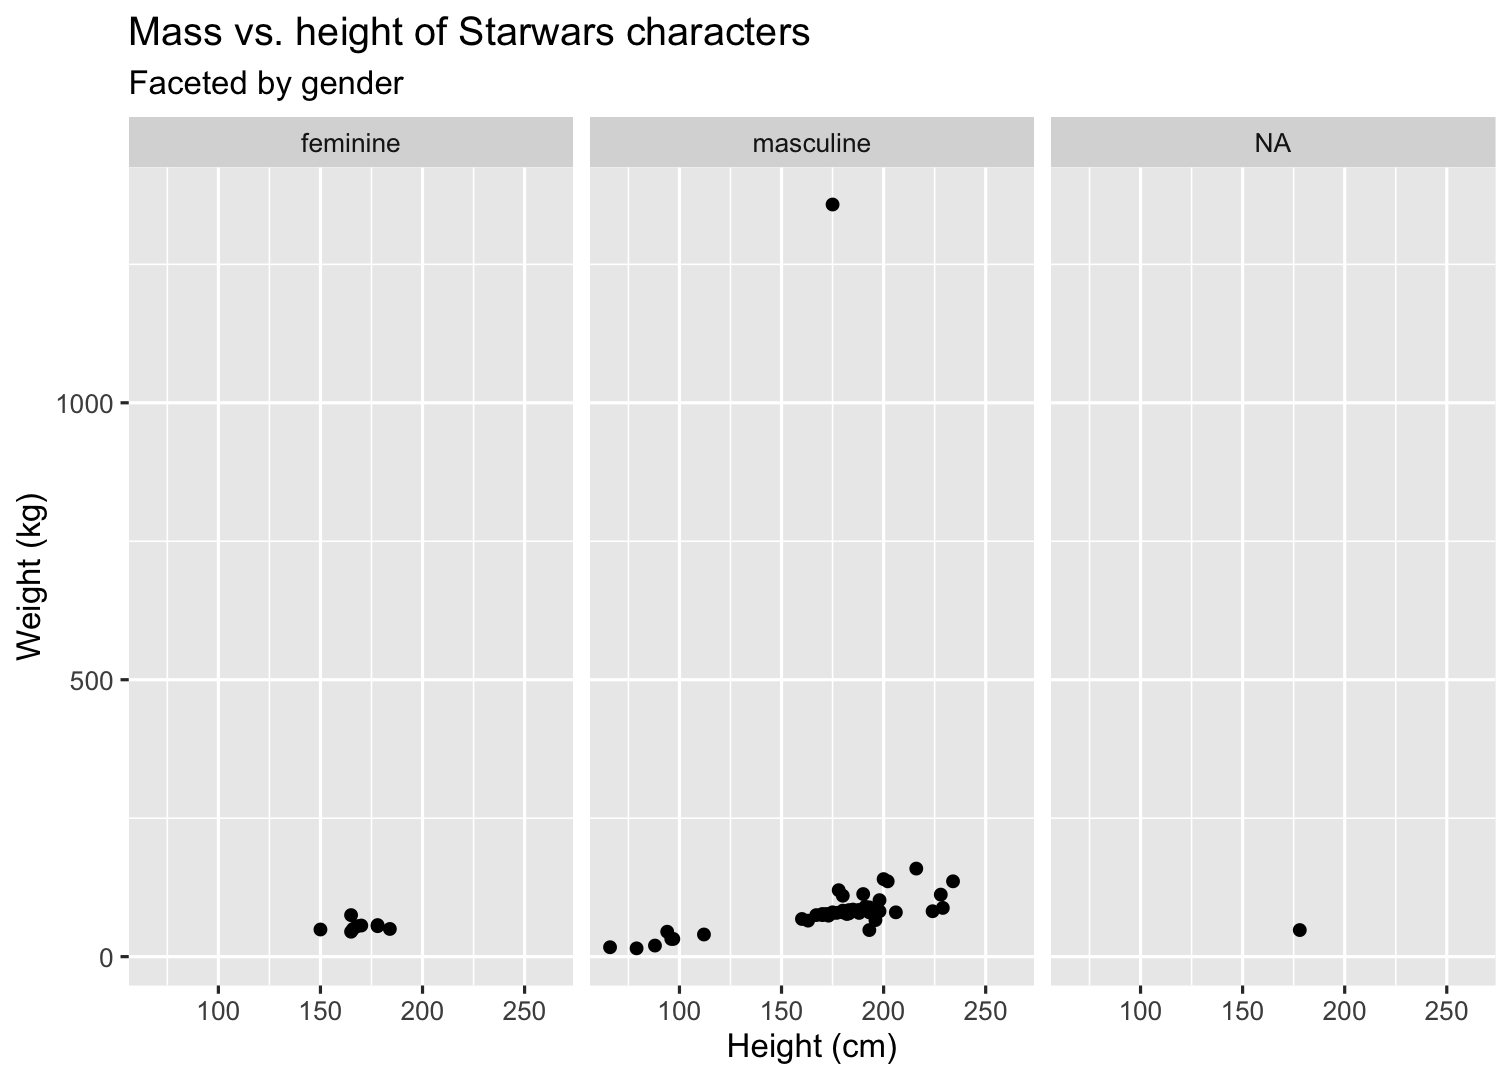 Mass vs. height of Starwars characters
Faceted by gender
feminine masculine NA
1000
500
0
Weight (kg)
100 150 200 250 100 150 200 250 100 150 200 250
Height (cm)